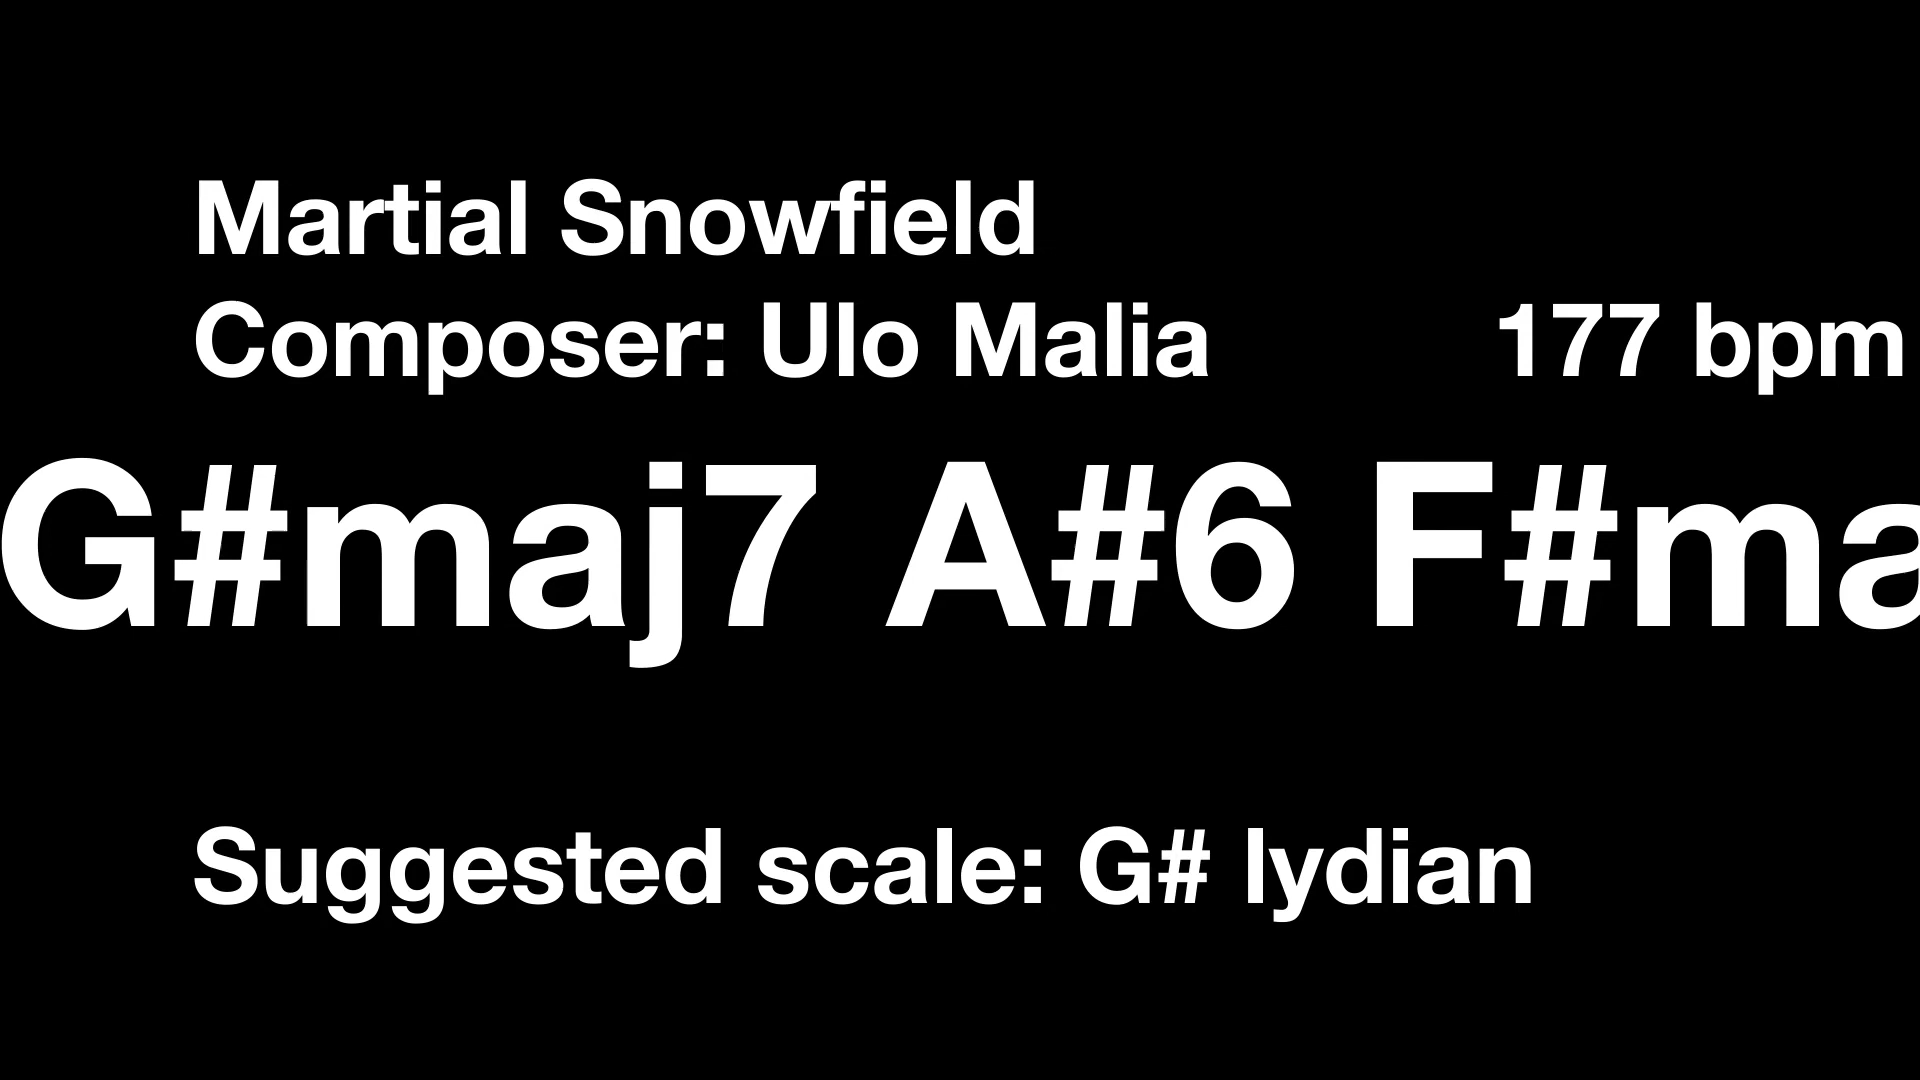 Martial Snowfield
Composer: Ulo Malia 177 bpm
G#maj7 A#6 F#ma
Suggested scale: G# lydian